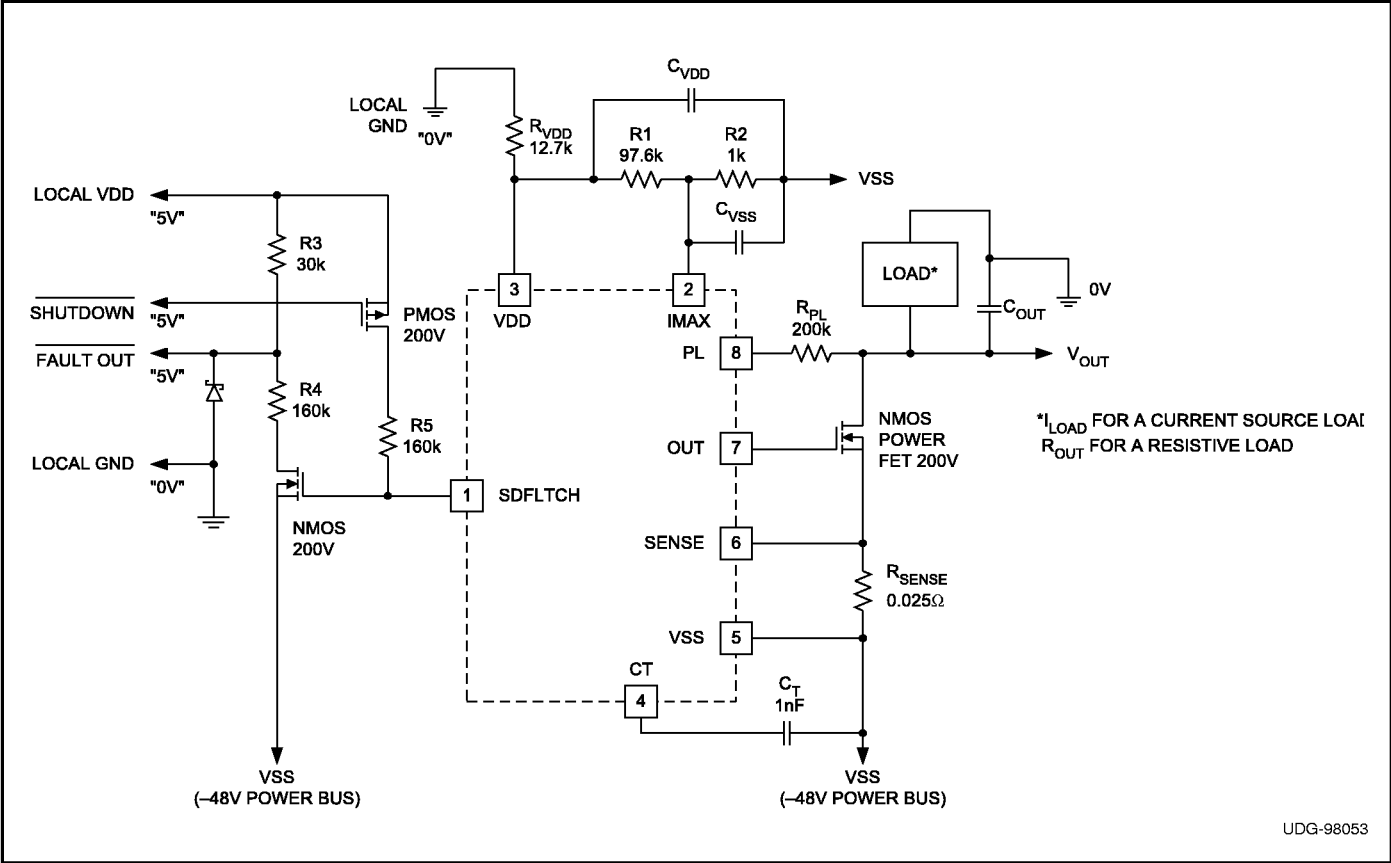 C_VDD
LOCAL
GND
"0V"
R_VDD
12.7k
R1
97.6k
R2
1k
VSS
C_VSS
LOCAL VDD
"5V"
R3
30k
SHUTDOWN
"5V"
PMOS
200V
FAULT OUT
"5V"
R4
160k
R5
160k
LOCAL GND
"0V"
NMOS
200V
VSS
(–48V POWER BUS)
3
VDD
2
IMAX
PL
8
R_PL
200k
LOAD*
C_OUT
0V
V_OUT
OUT
7
NMOS
POWER
FET 200V
*I_LOAD FOR A CURRENT SOURCE LOAD
R_OUT FOR A RESISTIVE LOAD
1
SDFLTCH
SENSE
6
R_SENSE
0.025Ω
VSS
5
CT
4
C_T
1nF
VSS
(–48V POWER BUS)
UDG-98053